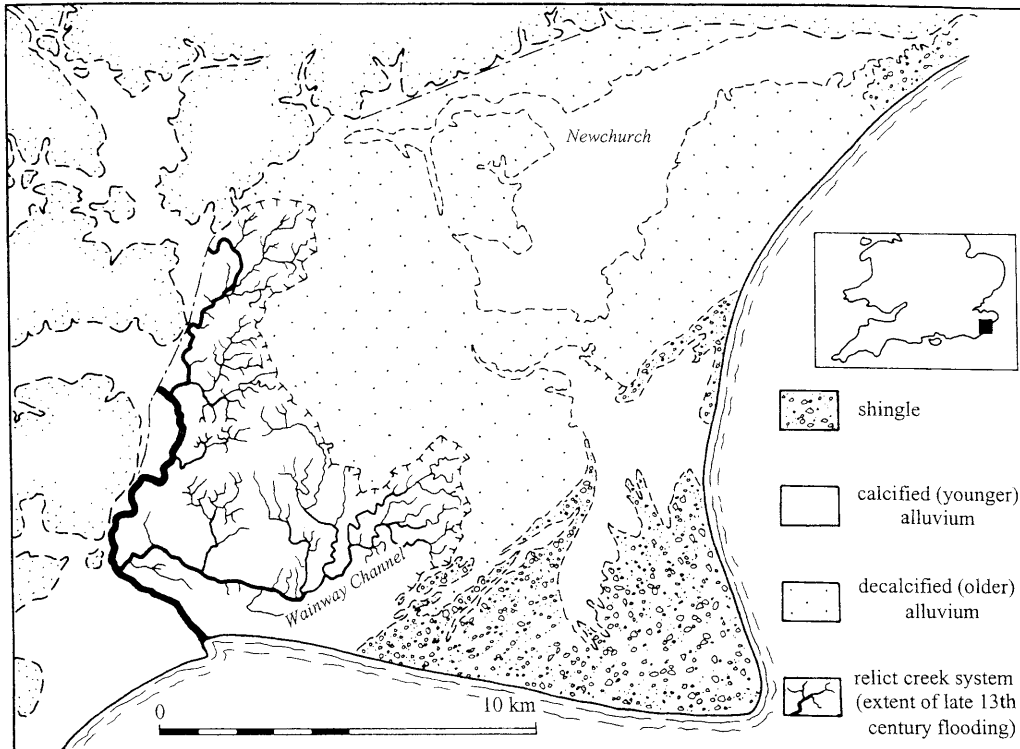 Newchurch
shingle
calcified (younger)
alluvium
decalcified (older)
alluvium
Wainway Channel
relict creek system
(extent of late 13th
century flooding)
0
10 km